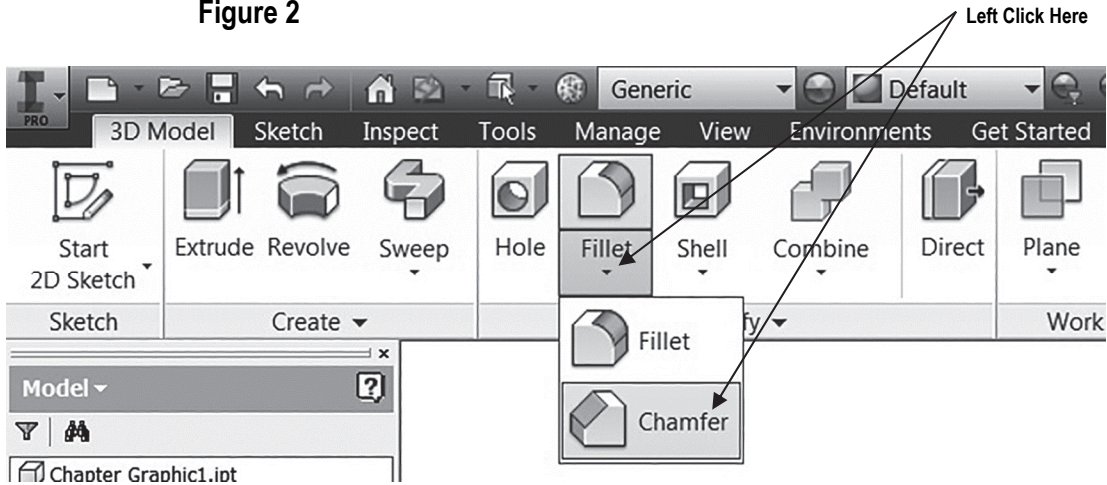 Figure 2
Left Click Here
PRO
Generic
Default
3D Model Sketch Inspect Tools Manage View Environments Get Started
Start
2D Sketch
Extrude Revolve Sweep Hole Fillet Shell Combine Direct Plane
Sketch Create fy Work
Fillet
Chamfer
Model
Chapter Graphic1.ipt